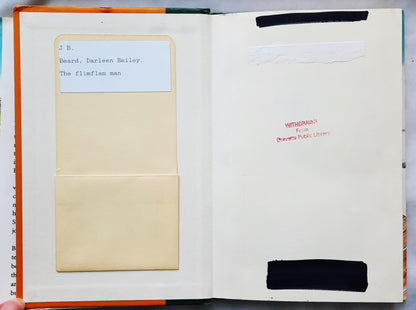 J B.
Beard, Darleen Bailey.
The flimflam man
WITHDRAWN
From
Public Library